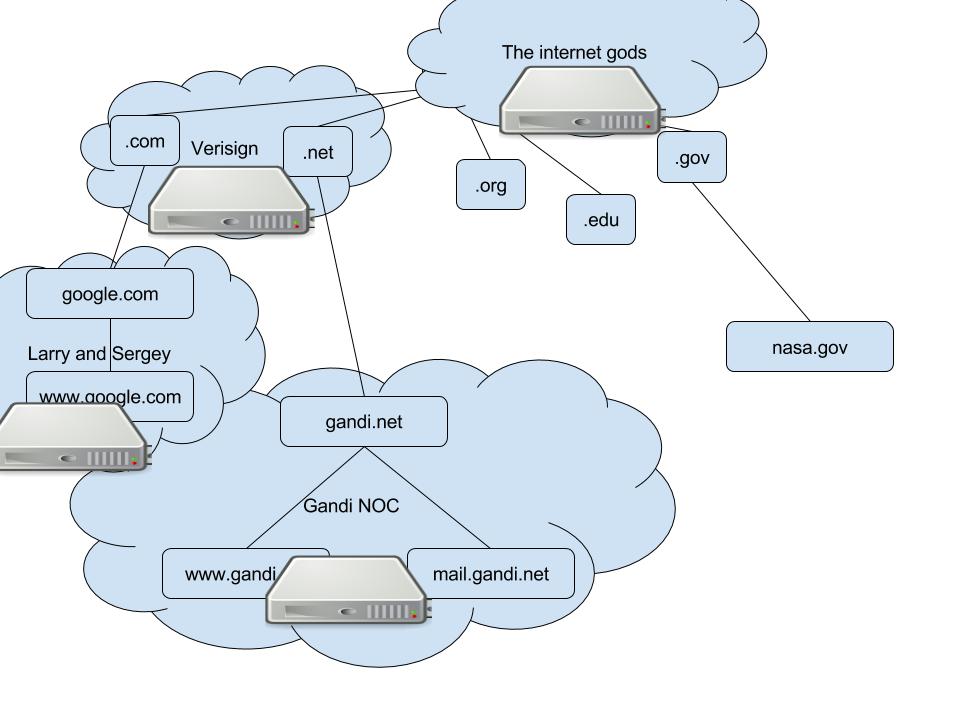 The internet gods
.com
Verisign
.net
.org
.edu
.gov
google.com
Larry and Sergey
www.google.com
nasa.gov
gandi.net
Gandi NOC
www.gandi
mail.gandi.net